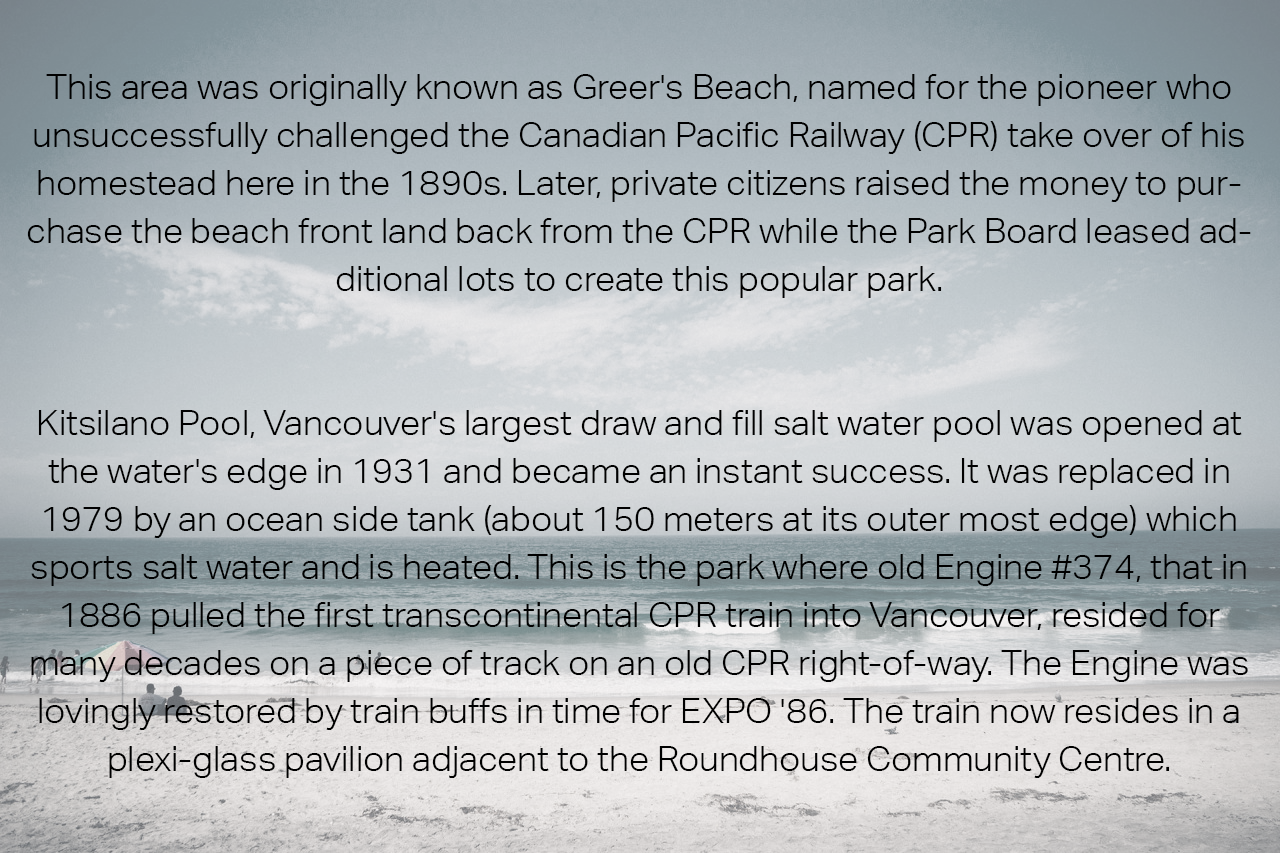 This area was originally known as Greer's Beach, named for the pioneer who
unsuccessfully challenged the Canadian Pacific Railway (CPR) take over of his
homestead here in the 1890s. Later, private citizens raised the money to pur-
chase the beach front land back from the CPR while the Park Board leased ad-
ditional lots to create this popular park.
Kitsilano Pool, Vancouver's largest draw and fill salt water pool was opened at
the water's edge in 1931 and became an instant success. It was replaced in
1979 by an ocean side tank (about 150 meters at its outer most edge) which
sports salt water and is heated. This is the park where old Engine #374, that in
1886 pulled the first transcontinental CPR train into Vancouver, resided for
many decades on a piece of track on an old CPR right-of-way. The Engine was
lovingly restored by train buffs in time for EXPO '86. The train now resides in a
plexi-glass pavilion adjacent to the Roundhouse Community Centre.